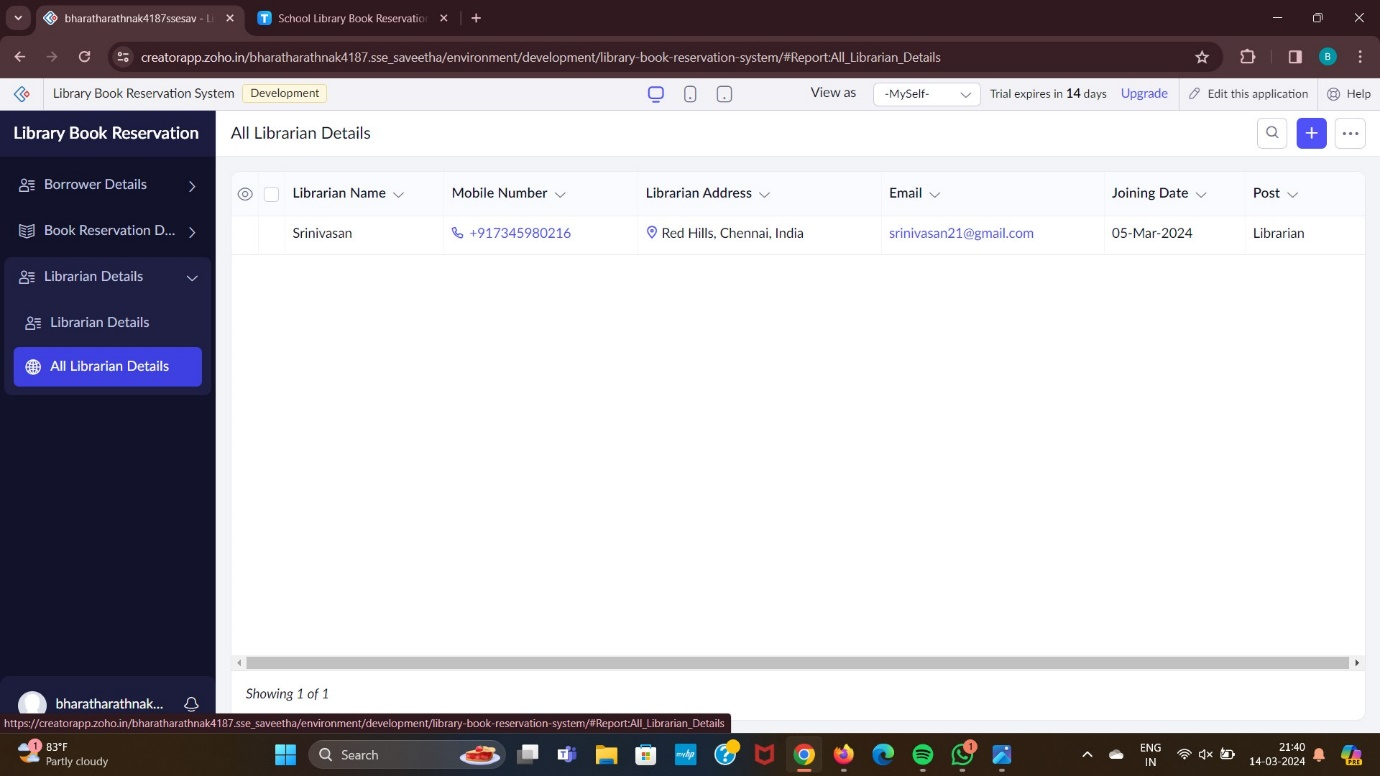 bharatharathnak4187ssesav - Li
School Library Book Reservation
creatorapp.zoho.in/bharatharathnak4187.sse_saveetha/environment/development/library-book-reservation-system/#Report:All_Librarian_Details
B
Library Book Reservation System
Development
View as
-MySelf-
Trial expires in 14 days
Upgrade
Edit this application
Help
Library Book Reservation
All Librarian Details
Borrower Details
Book Reservation D...
Librarian Details
Librarian Details
All Librarian Details
Librarian Name Mobile Number Librarian Address Email Joining Date Post
Srinivasan +917345980216 Red Hills, Chennai, India srinivasan21@gmail.com 05-Mar-2024 Librarian
Showing 1 of 1
bharatharathnak...
https://creatorapp.zoho.in/bharatharathnak4187.sse_saveetha/environment/development/library-book-reservation-system/#Report:All_Librarian_Details
1
83°F
Partly cloudy
Search
myhp
1
ENG
IN
21:40
14-03-2024
PRE